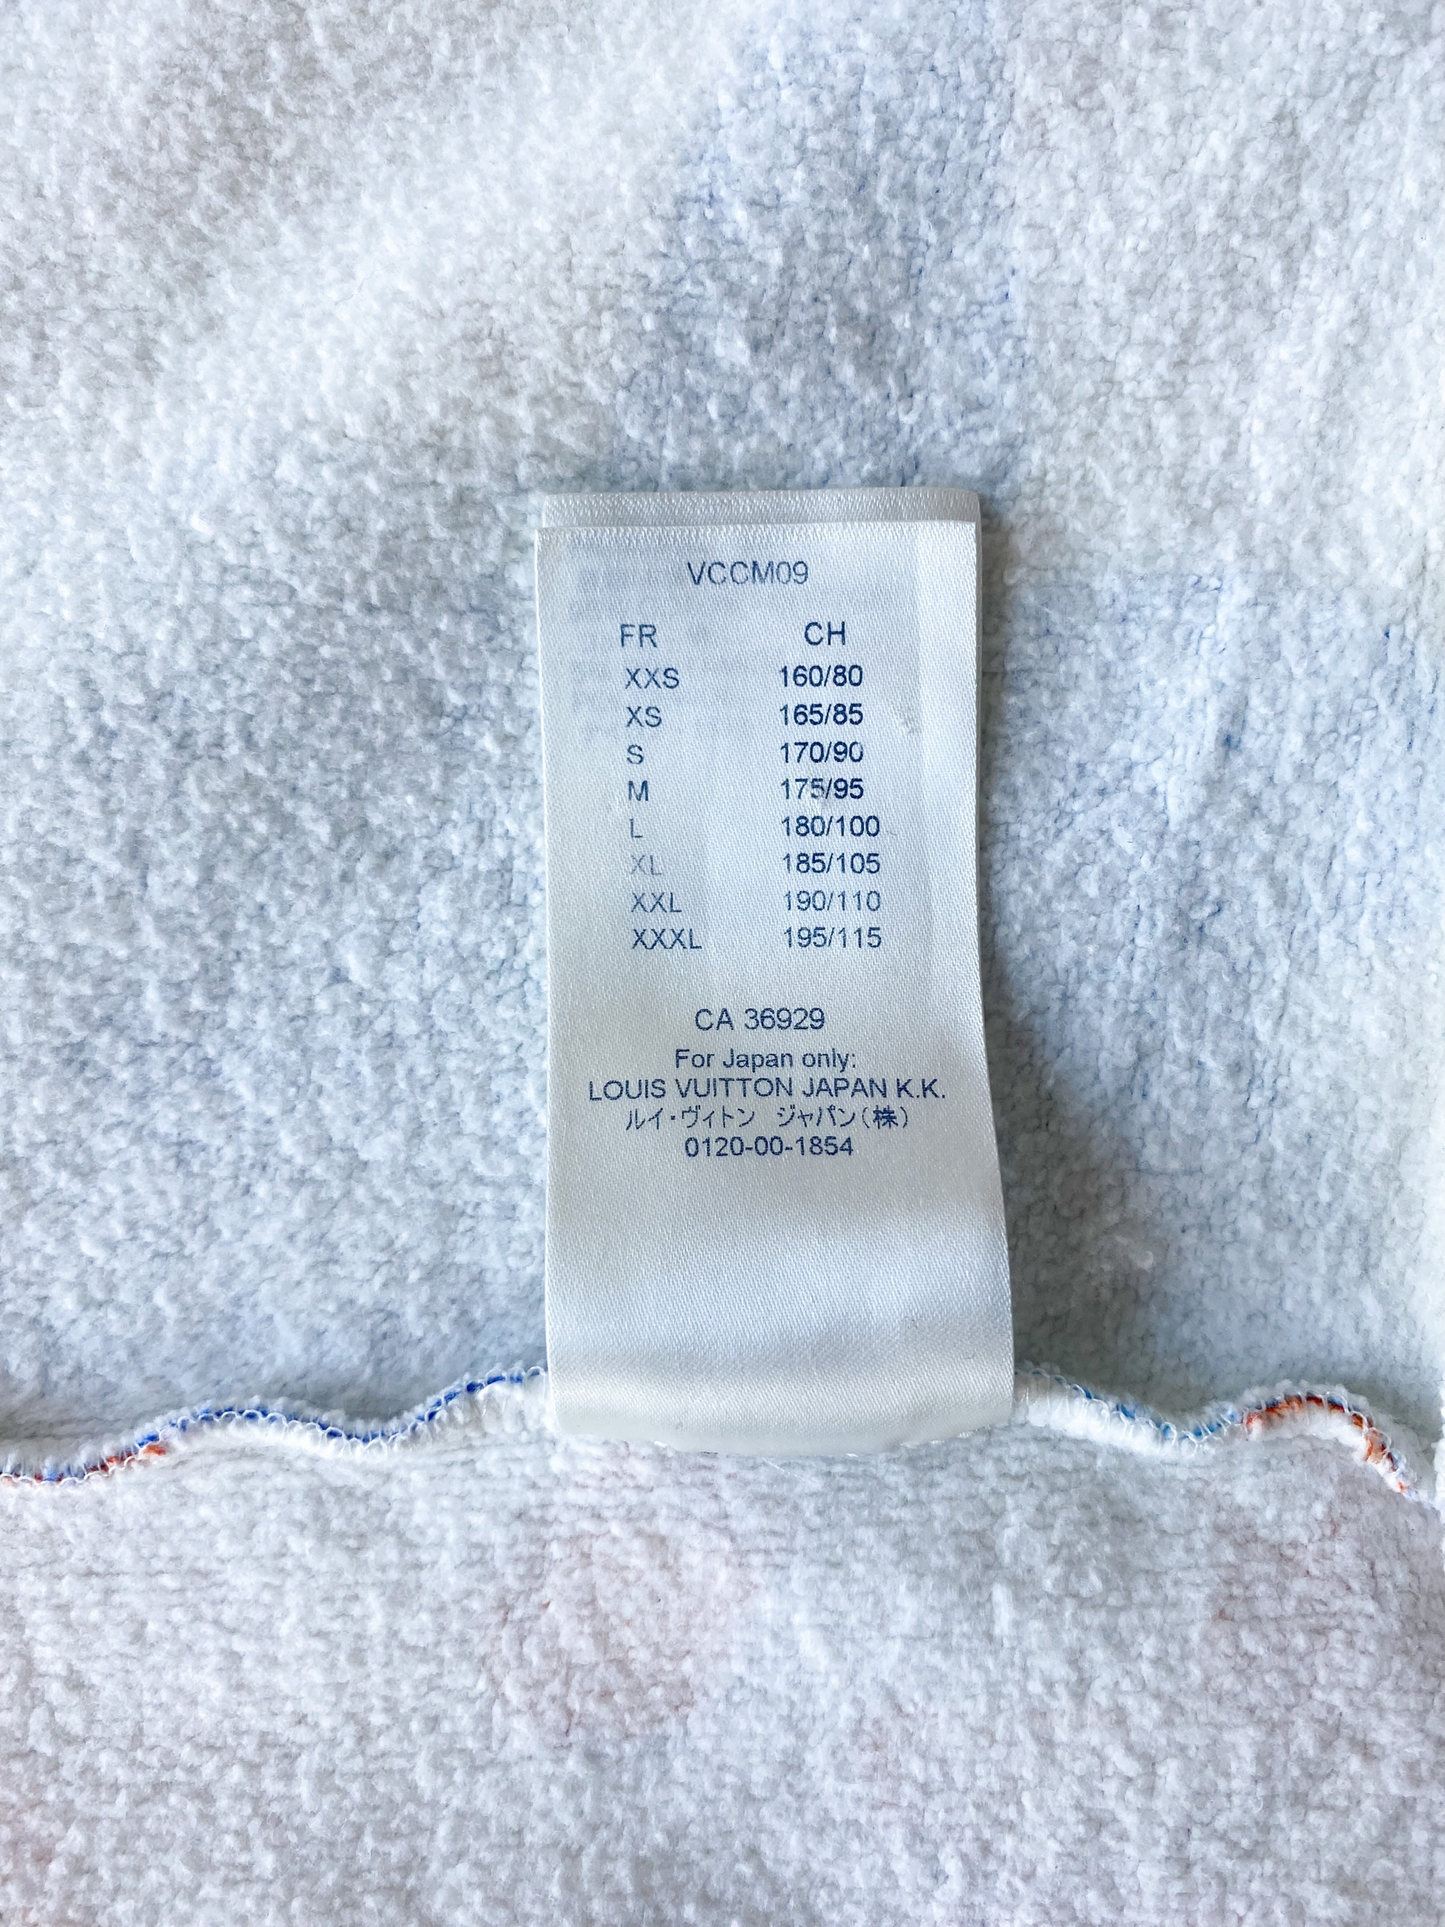 VCCM09
FR CH
XXS 160/80
XS 165/85
S 170/90
M 175/95
L 180/100
XL 185/105
XXL 190/110
XXXL 195/115
CA 36929
For Japan only:
LOUIS VUITTON JAPAN K.K.
ルイ・ヴィトン ジャパン(株)
0120-00-1854